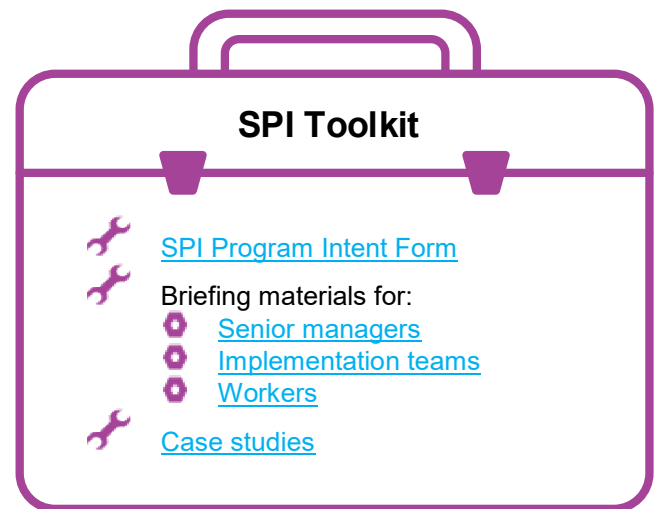 SPI Toolkit
SPI Program Intent Form
Briefing materials for:
Senior managers
Implementation teams
Workers
Case studies